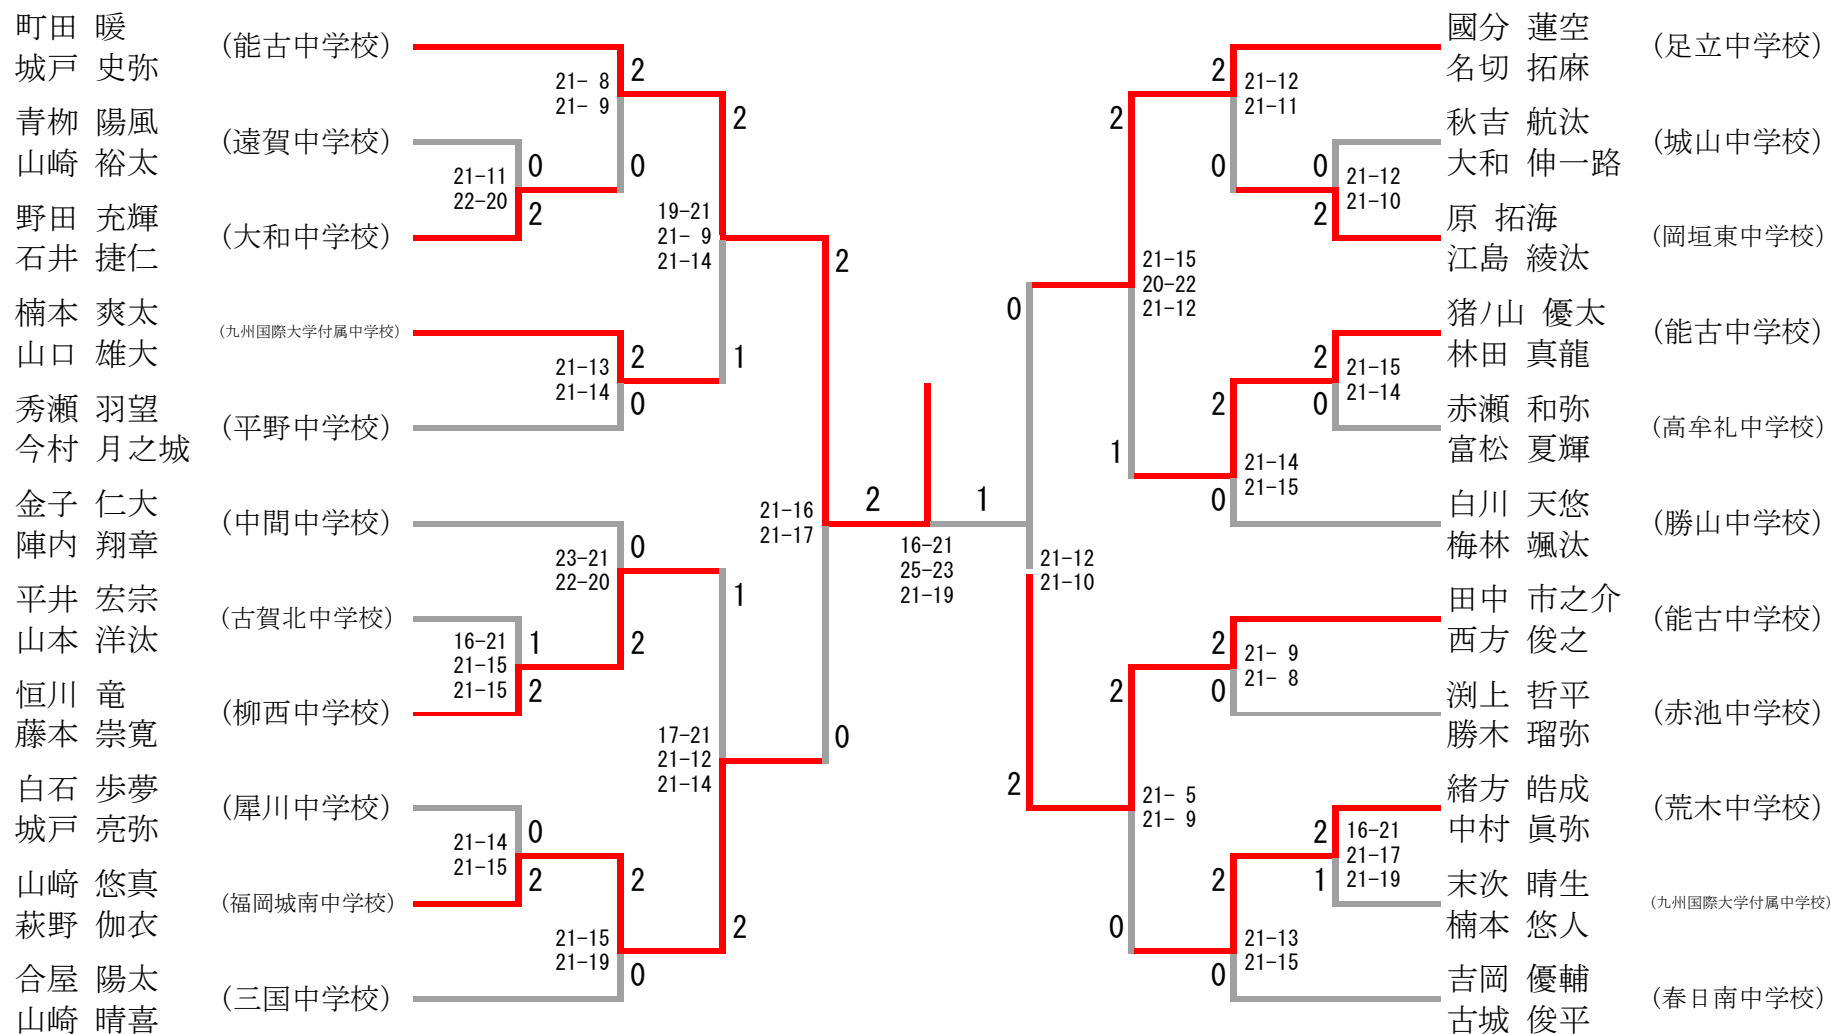 町田 暖
城戸 史弥
(能古中学校)
青栁 陽風
山崎 裕太
(遠賀中学校)
野田 充輝
石井 捷仁
(大和中学校)
楠本 爽太
山口 雄大
(九州国際大学付属中学校)
秀瀬 羽望
今村 月之城
(平野中学校)
金子 仁大
陣内 翔章
(中間中学校)
平井 宏宗
山本 洋汰
(古賀北中学校)
恒川 竜
藤本 崇寛
(柳西中学校)
白石 歩夢
城戸 亮弥
(犀川中学校)
山﨑 悠真
萩野 伽衣
(福岡城南中学校)
合屋 陽太
山崎 晴喜
(三国中学校)
21-11
22-20
0
2
16-21
21-15
21-15
1
2
21-14
21-15
0
2
21- 8
21- 9
2
0
21-13
21-14
2
0
23-21
22-20
0
2
21-15
21-19
2
0
19-21
21- 9
21-14
2
1
17-21
21-12
21-14
1
2
21-16
21-17
2
0
2
1
16-21
25-23
21-19
0
2
21-12
21-10
2
1
21-15
20-22
21-12
2
0
21- 5
21- 9
2
0
21-12
21-11
2
0
21-14
21-15
2
0
21- 9
21- 8
2
0
21-13
21-15
0
2
21-12
21-10
2
0
21-15
21-14
2
1
16-21
21-17
21-19
國分 蓮空
名切 拓麻
(足立中学校)
秋吉 航汰
大和 伸一路
(城山中学校)
原 拓海
江島 綾汰
(岡垣東中学校)
猪ノ山 優太
林田 真龍
(能古中学校)
赤瀬 和弥
富松 夏輝
(高牟礼中学校)
白川 天悠
梅林 颯汰
(勝山中学校)
田中 市之介
西方 俊之
(能古中学校)
渕上 哲平
勝木 瑠弥
(赤池中学校)
緒方 皓成
中村 眞弥
(荒木中学校)
末次 晴生
楠本 悠人
(九州国際大学付属中学校)
吉岡 優輔
古城 俊平
(春日南中学校)